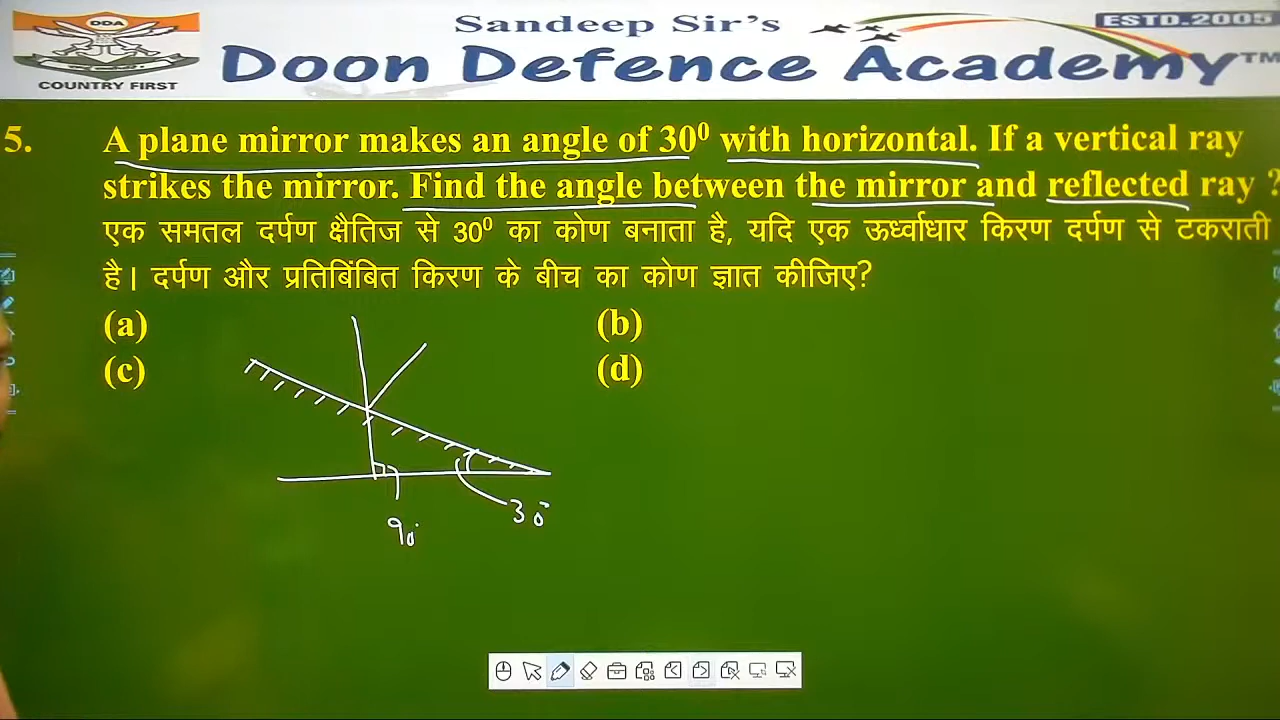 Sandeep Sir's
ESTD.2005
DDA
Doon Defence Academy™
COUNTRY FIRST
5. A plane mirror makes an angle of 30⁰ with horizontal. If a vertical ray
strikes the mirror. Find the angle between the mirror and reflected ray ?
एक समतल दर्पण क्षैतिज से 30⁰ का कोण बनाता है, यदि एक ऊर्ध्वाधार किरण दर्पण से टकराती
है। दर्पण और प्रतिबिंबित किरण के बीच का कोण ज्ञात कीजिए?
(a) (b)
(c) (d)
30°
90°